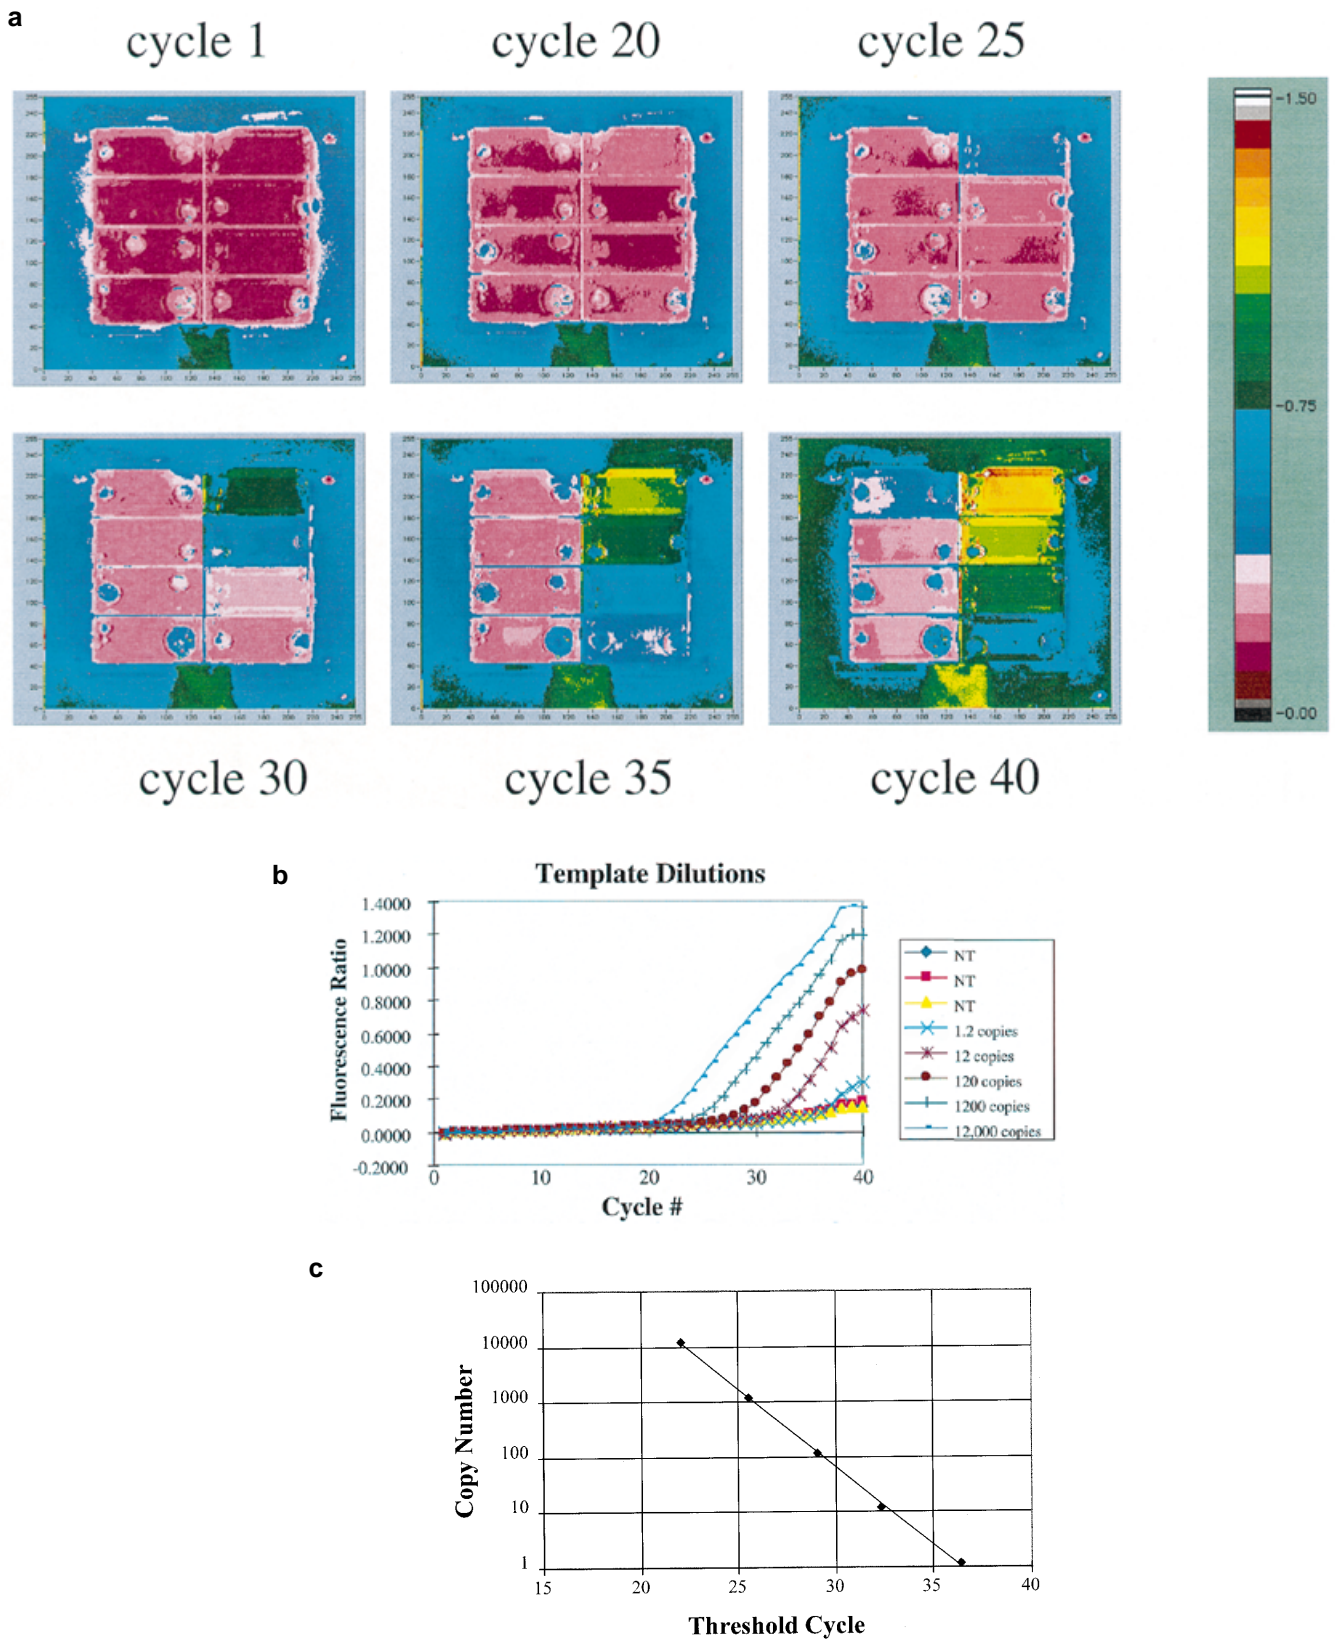 a
cycle 1
cycle 20
cycle 25
-1.50
-0.75
-0.00
cycle 30
cycle 35
cycle 40
b
Template Dilutions
Fluorescence Ratio
1.4000
1.2000
1.0000
0.8000
0.6000
0.4000
0.2000
0.0000
-0.2000
0 10 20 30 40
Cycle #
NT
NT
NT
1.2 copies
12 copies
120 copies
1200 copies
12,000 copies
c
Copy Number
100000
10000
1000
100
10
1
15 20 25 30 35 40
Threshold Cycle